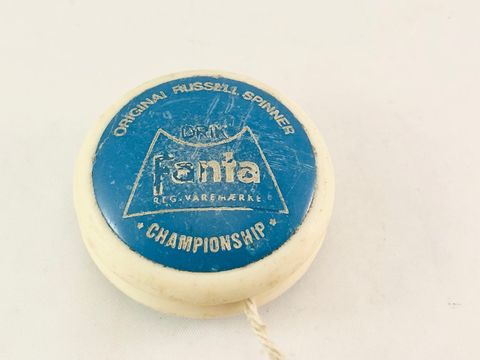 ORIGINAL RUSSELL SPINNER
DRIK
Fanta
REG. VAREMÆRKE
* CHAMPIONSHIP *